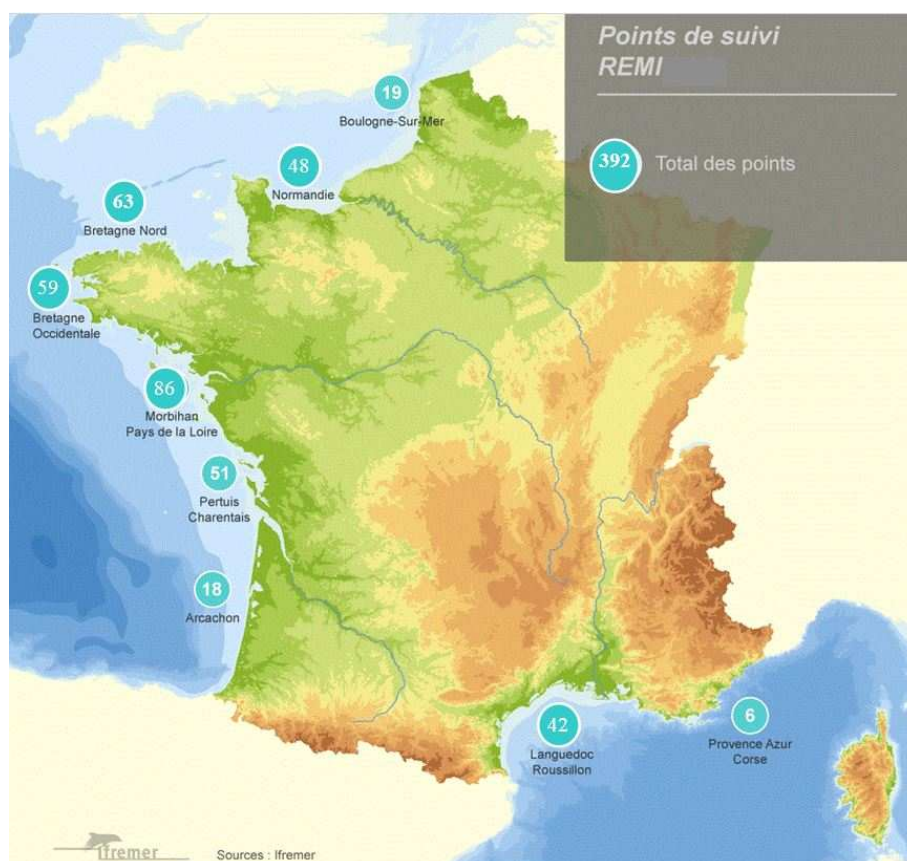 Points de suivi
REMI
392
Total des points
19
Boulogne-Sur-Mer
48
Normandie
63
Bretagne Nord
59
Bretagne
Occidentale
86
Morbihan
Pays de la Loire
51
Pertuis
Charentais
18
Arcachon
42
Languedoc
Roussillon
6
Provence Azur
Corse
ifremer
Sources : Ifremer